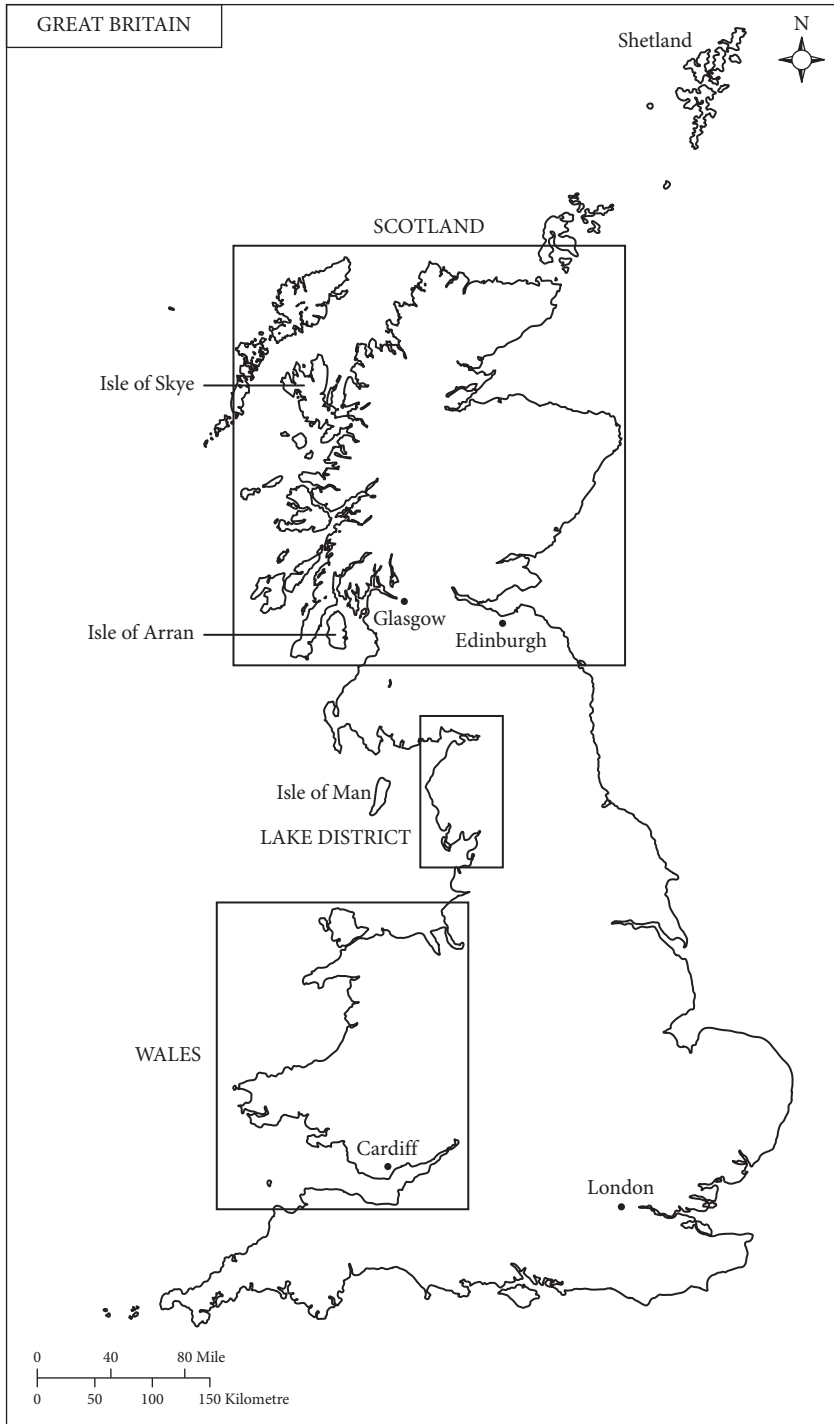 GREAT BRITAIN
N
Shetland
SCOTLAND
Isle of Skye
Glasgow
Isle of Arran
Edinburgh
Isle of Man
LAKE DISTRICT
WALES
Cardiff
London
0 40 80 Mile
0 50 100 150 Kilometre